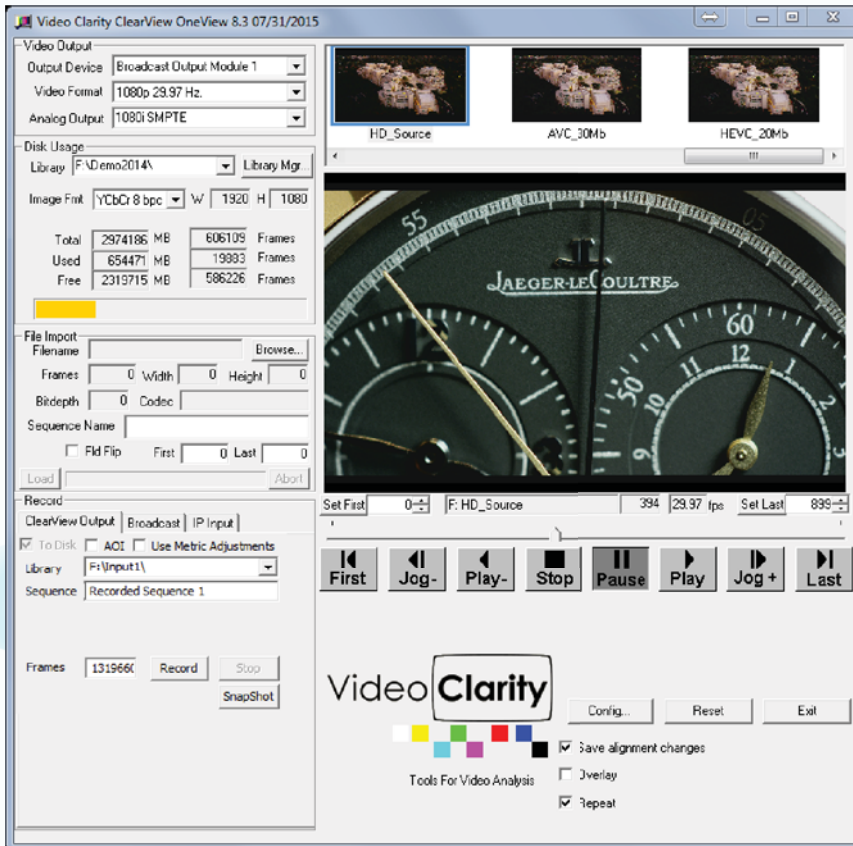 Video Clarity ClearView OneView 8.3 07/31/2015
Video Output
Output Device Broadcast Output Module 1
Video Format 1080p 29.97 Hz.
Analog Output 1080i SMPTE
Disk Usage
Library F:\Demo2014\ Library Mgr...
Image Fmt YCbCr 8 bpc W 1920 H 1080
Total 2974186 MB 606109 Frames
Used 654471 MB 19883 Frames
Free 2319715 MB 586226 Frames
File Import
Filename Browse...
Frames 0 Width 0 Height 0
Bitdepth 0 Codec
Sequence Name
Fld Flip First 0 Last 0
Load Abort
Record
ClearView Output Broadcast IP Input
To Disk AOI Use Metric Adjustments
Library F:\Input1\
Sequence Recorded Sequence 1
Frames 1319660 Record Stop
SnapShot
HD_Source AVC_30Mb HEVC_20Mb
55 05
JAEGER-LECOULTRE
60
50
9 10 11 12 1 2 3
Set First 0 F: HD_Source 394 29.97 fps Set Last 899
First Jog- Play- Stop Pause Play Jog + Last
Video Clarity
Tools For Video Analysis
Config... Reset Exit
Save alignment changes
Overlay
Repeat